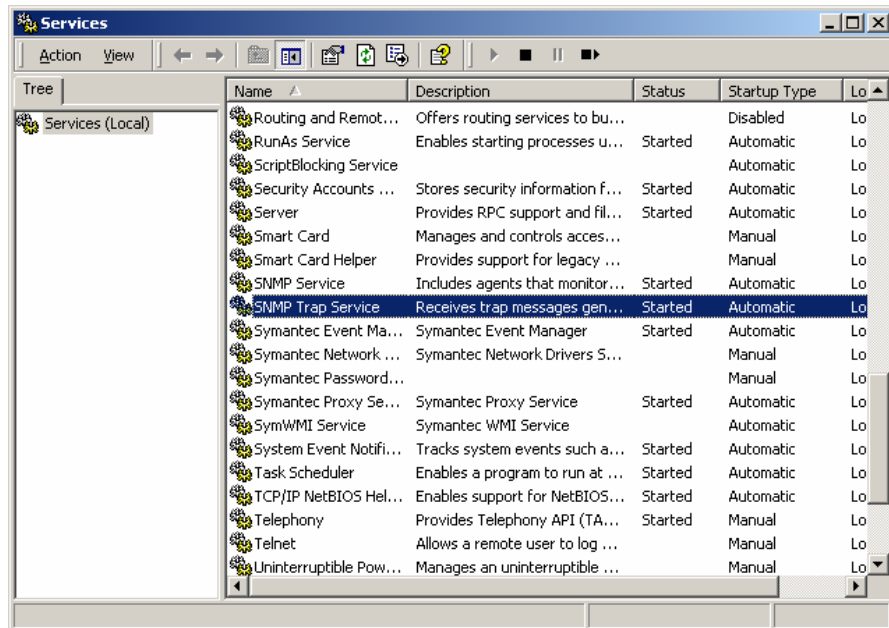 Services
Action View
Tree
Services (Local)
Name Description Status Startup Type Lo
Routing and Remot... Offers routing services to bu... Disabled Lo
RunAs Service Enables starting processes u... Started Automatic Lo
ScriptBlocking Service Automatic Lo
Security Accounts ... Stores security information f... Started Automatic Lo
Server Provides RPC support and fil... Started Automatic Lo
Smart Card Manages and controls acces... Manual Lo
Smart Card Helper Provides support for legacy ... Manual Lo
SNMP Service Includes agents that monitor... Started Automatic Lo
SNMP Trap Service Receives trap messages gen... Started Automatic Lo
Symantec Event Ma... Symantec Event Manager Started Automatic Lo
Symantec Network ... Symantec Network Drivers S... Manual Lo
Symantec Password... Manual Lo
Symantec Proxy Se... Symantec Proxy Service Started Automatic Lo
SymWMI Service Symantec WMI Service Automatic Lo
System Event Notifi... Tracks system events such a... Started Automatic Lo
Task Scheduler Enables a program to run at ... Started Automatic Lo
TCP/IP NetBIOS Hel... Enables support for NetBIOS... Started Automatic Lo
Telephony Provides Telephony API (TA... Started Manual Lo
Telnet Allows a remote user to log ... Manual Lo
Uninterruptible Pow... Manages an uninterruptible ... Manual Lo